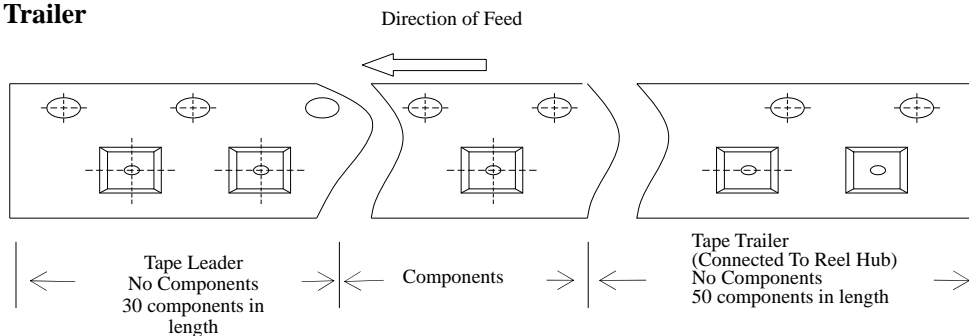 Trailer
Direction of Feed
Tape Leader
No Components
30 components in
length
Components
Tape Trailer
(Connected To Reel Hub)
No Components
50 components in length